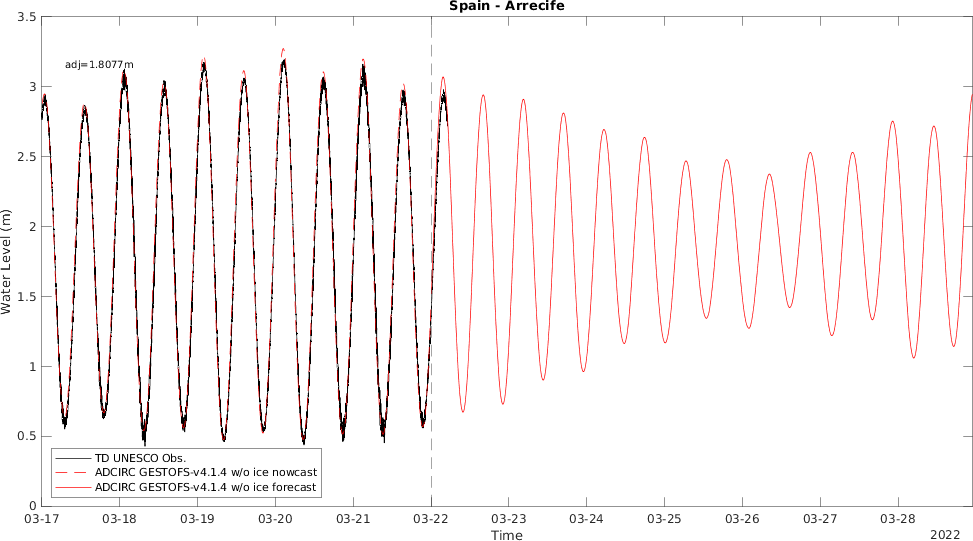 Spain - Arrecife
3.5
adj=1.8077m
3
2.5
2
1.5
1
0.5
0
Water Level (m)
TD UNESCO Obs.
ADCIRC GESTOFS-v4.1.4 w/o ice nowcast
ADCIRC GESTOFS-v4.1.4 w/o ice forecast
03-17 03-18 03-19 03-20 03-21 03-22 03-23 03-24 03-25 03-26 03-27 03-28
Time
2022